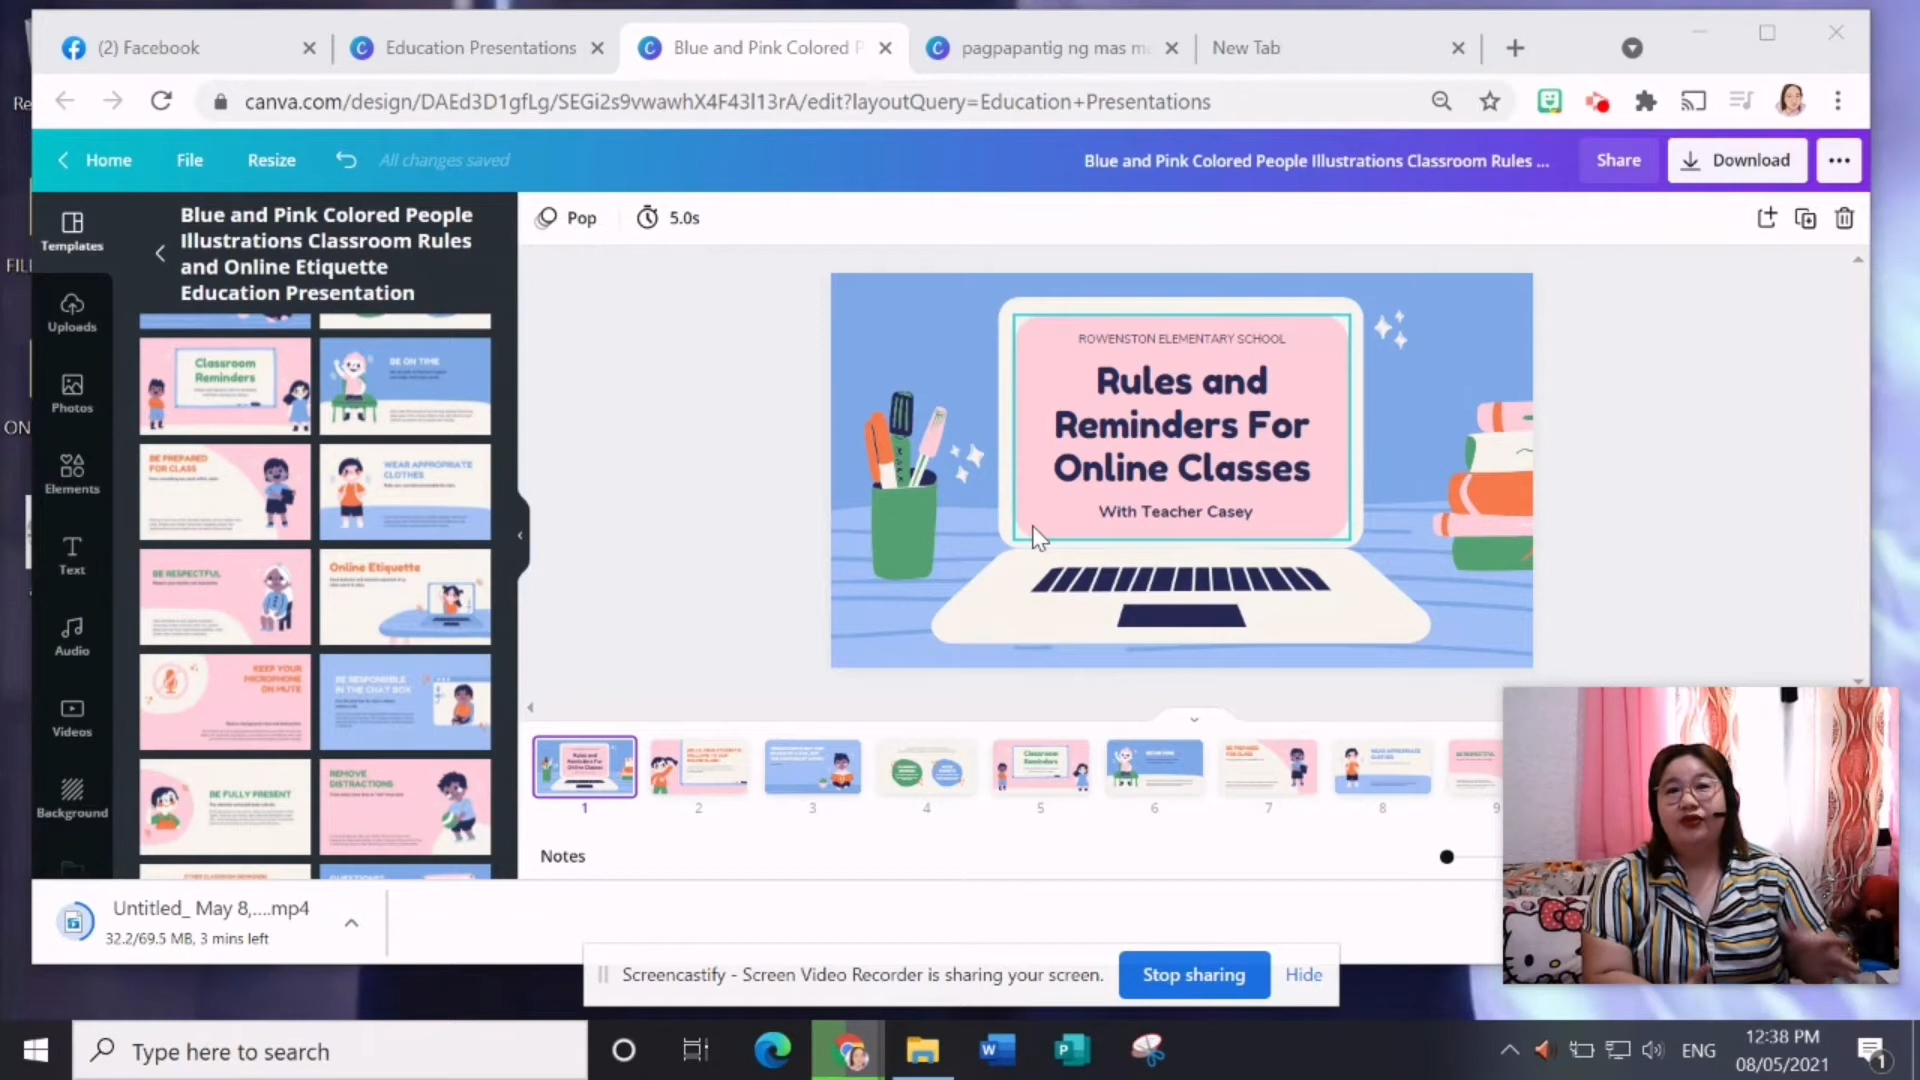 (2) Facebook
Education Presentations
Blue and Pink Colored P
pagpapantig ng mas m
New Tab
canva.com/design/DAEd3D1gfLg/SEGi2s9vwawhX4F43l13rA/edit?layoutQuery=Education+Presentations
Home
File
Resize
All changes saved
Blue and Pink Colored People Illustrations Classroom Rules ...
Share
Download
Templates
Uploads
Photos
Elements
Text
Audio
Videos
Background
Blue and Pink Colored People
Illustrations Classroom Rules
and Online Etiquette
Education Presentation
Classroom
Reminders
BE ON TIME
BE PREPARED
FOR CLASS
WEAR APPROPRIATE
CLOTHES
BE RESPECTFUL
Online Etiquette
KEEP YOUR
MICROPHONE
ON MUTE
BE RESPONSIBLE
IN THE CHAT BOX
BE FULLY PRESENT
REMOVE
DISTRACTIONS
Pop
5.0s
ROWENSTON ELEMENTARY SCHOOL
Rules and
Reminders For
Online Classes
With Teacher Casey
1
2
3
4
5
6
7
8
9
Notes
Untitled_ May 8,....mp4
32.2/69.5 MB, 3 mins left
Screencastify - Screen Video Recorder is sharing your screen.
Stop sharing
Hide
Type here to search
ENG
12:38 PM
08/05/2021
1